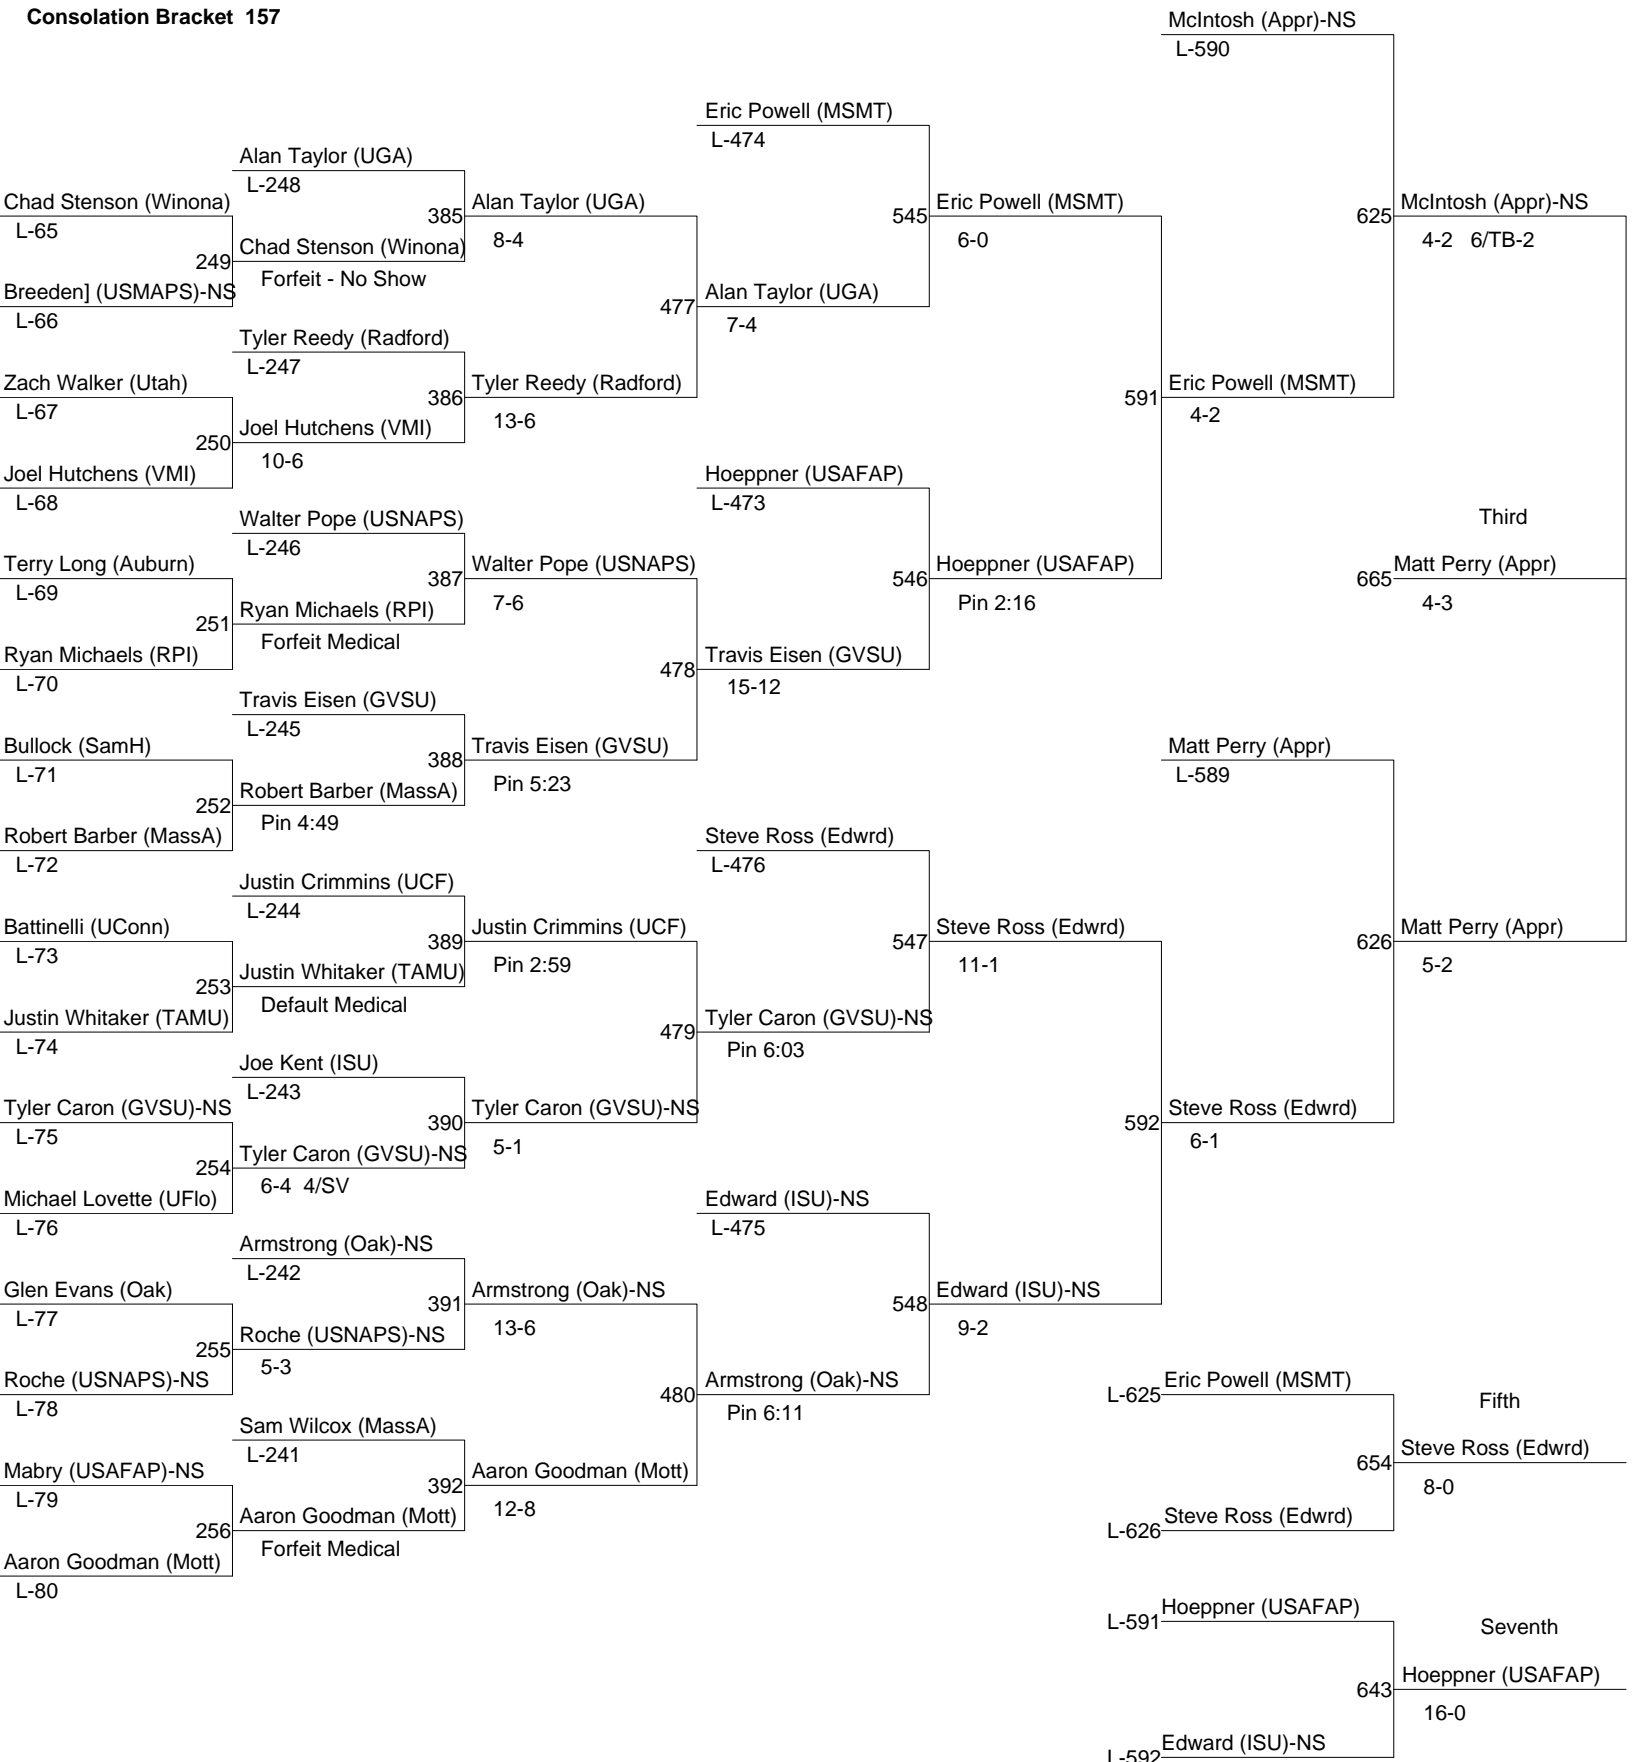 Consolation Bracket 157
McIntosh (Appr)-NS
L-590
Eric Powell (MSMT)
L-474
Alan Taylor (UGA)
L-248
Chad Stenson (Winona)
385
Alan Taylor (UGA)
545
Eric Powell (MSMT)
625
McIntosh (Appr)-NS
L-65
8-4
6-0
4-2 6/TB-2
249
Chad Stenson (Winona)
Forfeit - No Show
Breeden] (USMAPS)-NS
477
Alan Taylor (UGA)
L-66
7-4
Tyler Reedy (Radford)
L-247
Zach Walker (Utah)
386
Tyler Reedy (Radford)
591
Eric Powell (MSMT)
L-67
13-6
4-2
250
Joel Hutchens (VMI)
10-6
Joel Hutchens (VMI)
Hoeppner (USAFAP)
L-68
L-473
Walter Pope (USNAPS)
Third
L-246
Terry Long (Auburn)
387
Walter Pope (USNAPS)
546
Hoeppner (USAFAP)
665
Matt Perry (Appr)
L-69
7-6
Pin 2:16
4-3
251
Ryan Michaels (RPI)
Forfeit Medical
Ryan Michaels (RPI)
478
Travis Eisen (GVSU)
L-70
15-12
Travis Eisen (GVSU)
L-245
Bullock (SamH)
388
Travis Eisen (GVSU)
Matt Perry (Appr)
L-71
Pin 5:23
L-589
252
Robert Barber (MassA)
Pin 4:49
Robert Barber (MassA)
Steve Ross (Edwrd)
L-72
L-476
Justin Crimmins (UCF)
L-244
Battinelli (UConn)
389
Justin Crimmins (UCF)
547
Steve Ross (Edwrd)
626
Matt Perry (Appr)
L-73
Pin 2:59
11-1
5-2
253
Justin Whitaker (TAMU)
Default Medical
Justin Whitaker (TAMU)
479
Tyler Caron (GVSU)-NS
L-74
Pin 6:03
Joe Kent (ISU)
L-243
Tyler Caron (GVSU)-NS
390
Tyler Caron (GVSU)-NS
592
Steve Ross (Edwrd)
L-75
5-1
6-1
254
Tyler Caron (GVSU)-NS
6-4 4/SV
Michael Lovette (UFlo)
Edward (ISU)-NS
L-76
L-475
Armstrong (Oak)-NS
L-242
Glen Evans (Oak)
391
Armstrong (Oak)-NS
548
Edward (ISU)-NS
L-77
13-6
9-2
255
Roche (USNAPS)-NS
5-3
Roche (USNAPS)-NS
480
Armstrong (Oak)-NS
L-625
Eric Powell (MSMT)
Fifth
L-78
Pin 6:11
Sam Wilcox (MassA)
L-241
654
Steve Ross (Edwrd)
Mabry (USAFAP)-NS
392
Aaron Goodman (Mott)
L-79
12-8
8-0
256
Aaron Goodman (Mott)
L-626
Steve Ross (Edwrd)
Forfeit Medical
Aaron Goodman (Mott)
L-80
L-591
Hoeppner (USAFAP)
Seventh
643
Hoeppner (USAFAP)
16-0
L-592
Edward (ISU)-NS